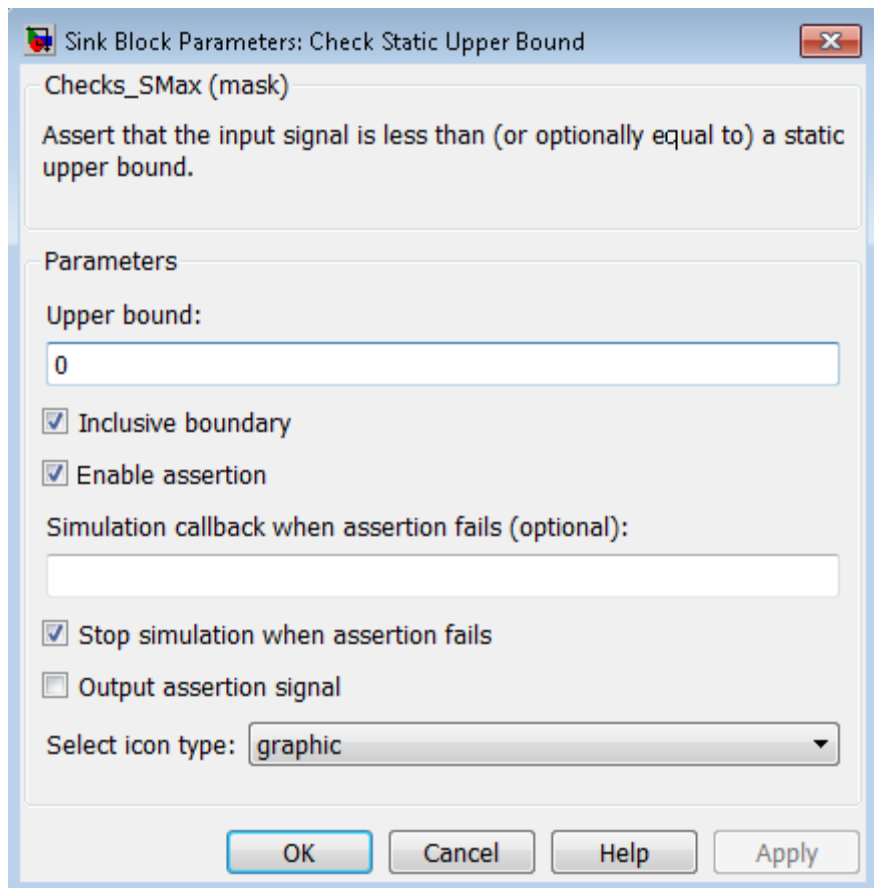 Sink Block Parameters: Check Static Upper Bound
Checks_SMax (mask)
Assert that the input signal is less than (or optionally equal to) a static
upper bound.
Parameters
Upper bound:
0
Inclusive boundary
Enable assertion
Simulation callback when assertion fails (optional):
Stop simulation when assertion fails
Output assertion signal
Select icon type: graphic
OK Cancel Help Apply